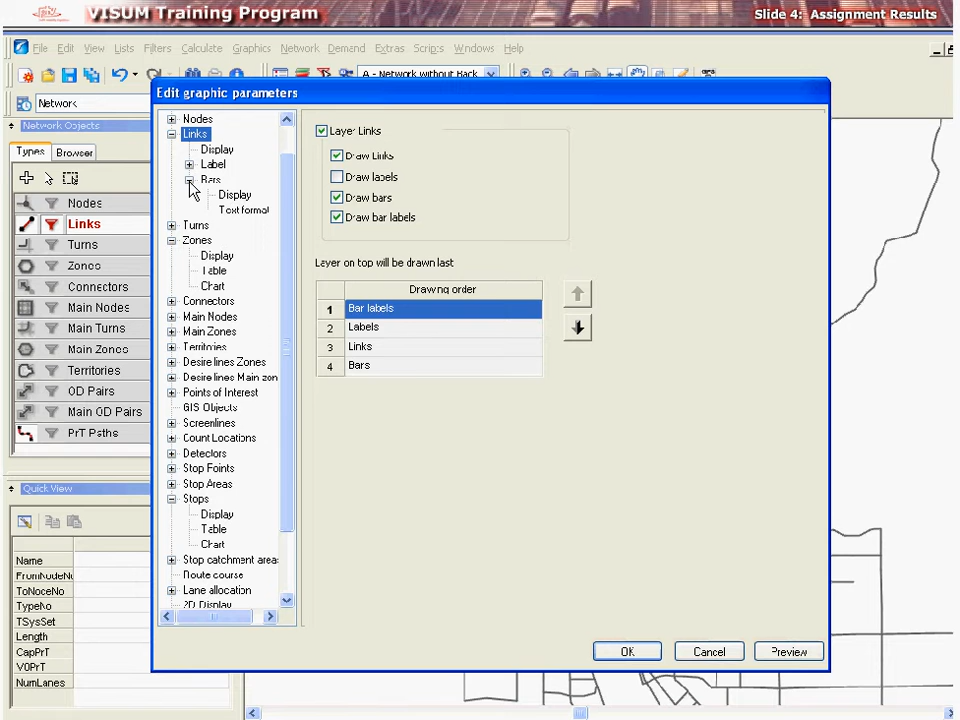 VISUM Training Program
Slide 4: Assignment Results
File Edit View Lists Filters Calculate Graphics Network Demand Extras Scripts Windows Help
A - Network without Back
Network
Network Objects
Types Browser
Nodes
Links
Turns
Zones
Connectors
Main Nodes
Main Turns
Main Zones
Territories
OD Pairs
Main OD Pairs
PrT Paths
Quick View
Name
FromNodeNu
ToNodeNo
TypeNo
TSysSet
Length
CapPrT
V0PrT
NumLanes
Edit graphic parameters
Nodes
Links
Display
Label
Bars
Display
Text format
Turns
Zones
Display
Table
Chart
Connectors
Main Nodes
Main Zones
Territories
Desire lines Zones
Desire lines Main zon
Points of Interest
GIS Objects
Screenlines
Count Locations
Detectors
Stop Points
Stop Areas
Stops
Display
Table
Chart
Stop catchment areas
Route course
Lane allocation
2D Display
Layer Links
Draw Links
Draw labels
Draw bars
Draw bar labels
Layer on top will be drawn last
Drawing order
1 Bar labels
2 Labels
3 Links
4 Bars
OK Cancel Preview